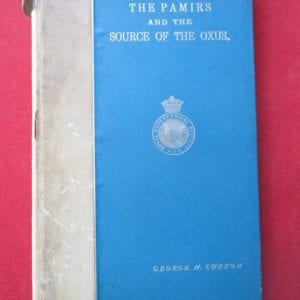 THE PAMIRS
AND THE
SOURCE OF THE OXUS.
GEORGE N. CURZON